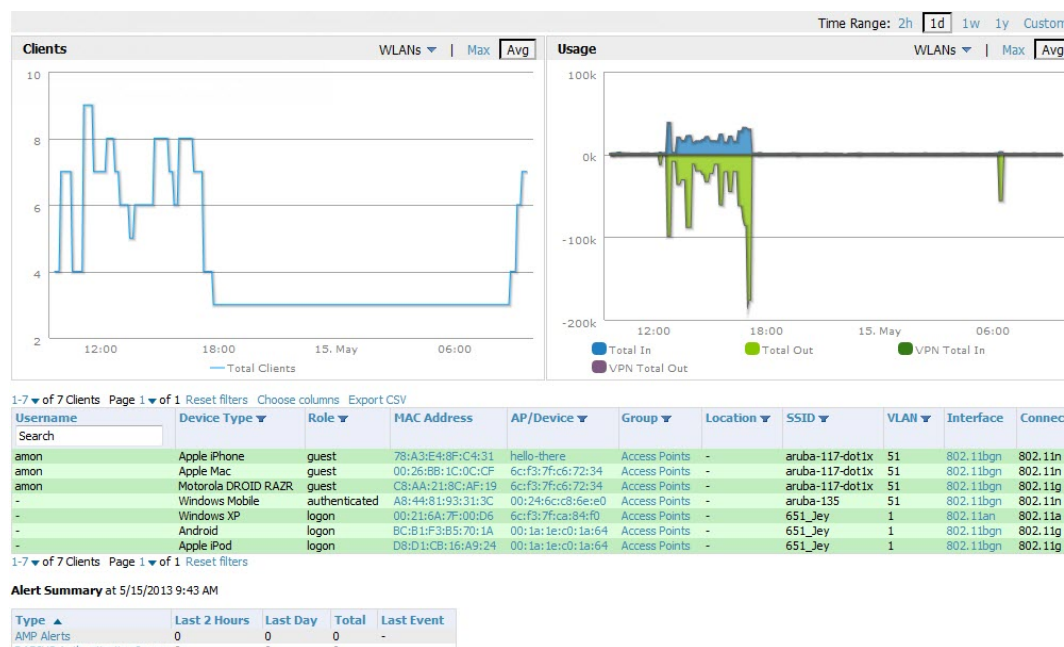 Time Range: 2h 1d 1w 1y Custom
Clients WLANs | Max Avg
10
8
6
4
2
12:00 18:00 15. May 06:00
Total Clients
Usage WLANs | Max Avg
100k
0k
-100k
-200k
12:00 18:00 15. May 06:00
Total In Total Out VPN Total In
VPN Total Out
1-7 of 7 Clients Page 1 of 1 Reset filters Choose columns Export CSV
Username Device Type Role MAC Address AP/Device Group Location SSID VLAN Interface Connec
Search
amon Apple iPhone guest 78:A3:E4:8F:C4:31 hello-there Access Points - aruba-117-dot1x 51 802.11bgn 802.11n
amon Apple Mac guest 00:26:BB:1C:0C:CF 6c:f3:7f:c6:72:34 Access Points - aruba-117-dot1x 51 802.11bgn 802.11n
amon Motorola DROID RAZR guest C8:AA:21:8C:AF:19 6c:f3:7f:c6:72:34 Access Points - aruba-117-dot1x 51 802.11bgn 802.11g
- Windows Mobile authenticated A8:44:81:93:31:3C 00:24:6c:c8:6e:e0 Access Points - aruba-135 51 802.11bgn 802.11n
- Windows XP logon 00:21:6A:7F:00:D6 6c:f3:7f:ca:84:f0 Access Points - 651_Jey 1 802.11an 802.11a
- Android logon BC:B1:F3:B5:70:1A 00:1a:1e:c0:1a:64 Access Points - 651_Jey 1 802.11bgn 802.11g
- Apple iPod logon D8:D1:CB:16:A9:24 00:1a:1e:c0:1a:64 Access Points - 651_Jey 1 802.11bgn 802.11g
1-7 of 7 Clients Page 1 of 1 Reset filters
Alert Summary at 5/15/2013 9:43 AM
Type Last 2 Hours Last Day Total Last Event
AMP Alerts 0 0 0 -